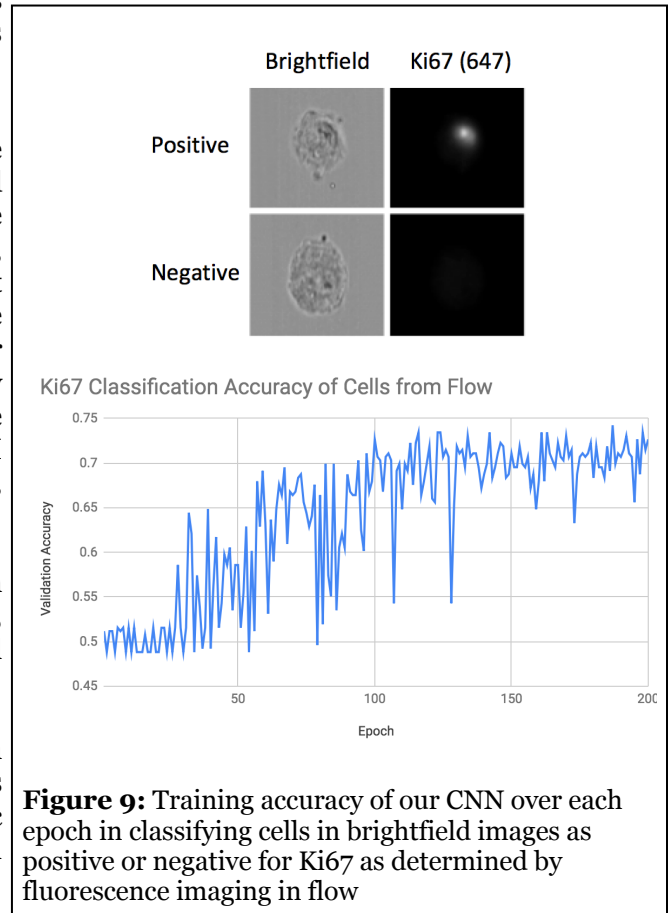 Brightfield Ki67 (647)
Positive
Negative
Ki67 Classification Accuracy of Cells from Flow
0.75
0.7
0.65
0.6
0.55
0.5
0.45
Validation Accuracy
50 100 150 200
Epoch
Figure 9: Training accuracy of our CNN over each
epoch in classifying cells in brightfield images as
positive or negative for Ki67 as determined by
fluorescence imaging in flow